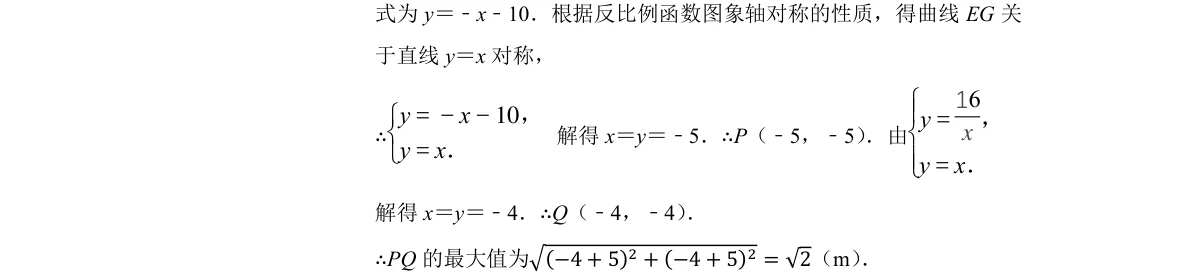 式为 y＝﹣x﹣10．根据反比例函数图象轴对称的性质，得曲线 EG 关
于直线 y＝x 对称，
∴{y = －x－10，y = x． 解得 x＝y＝﹣5．∴P（﹣5，﹣5）．由{y = 16/x，y = x．
解得 x＝y＝﹣4．∴Q（﹣4，﹣4）．
∴PQ 的最大值为√((−4 + 5)² + (−4 + 5)²) = √2（m）．